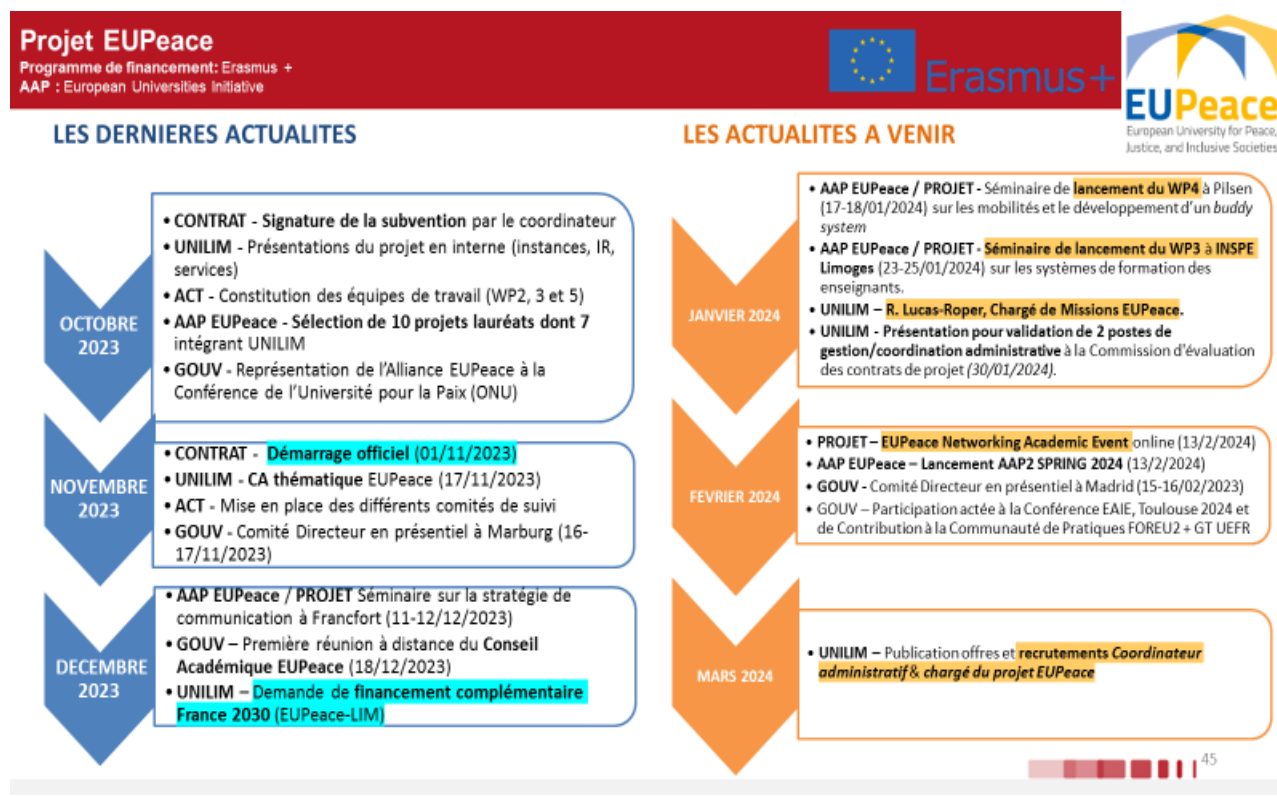 Projet EUPeace
Programme de financement: Erasmus +
AAP : European Universities Initiative
Erasmus+
EUPeace
European University for Peace,
Justice, and Inclusive Societies
LES DERNIERES ACTUALITES
OCTOBRE
2023
• CONTRAT - Signature de la subvention par le coordinateur
• UNILIM - Présentations du projet en interne (instances, IR,
services)
• ACT - Constitution des équipes de travail (WP2, 3 et 5)
• AAP EUPeace - Sélection de 10 projets lauréats dont 7
intégrant UNILIM
• GOUV - Représentation de l'Alliance EUPeace à la
Conférence de l'Université pour la Paix (ONU)
NOVEMBRE
2023
• CONTRAT - Démarrage officiel (01/11/2023)
• UNILIM - CA thématique EUPeace (17/11/2023)
• ACT - Mise en place des différents comités de suivi
• GOUV - Comité Directeur en présentiel à Marburg (16-
17/11/2023)
DECEMBRE
2023
• AAP EUPeace / PROJET Séminaire sur la stratégie de
communication à Francfort (11-12/12/2023)
• GOUV – Première réunion à distance du Conseil
Académique EUPeace (18/12/2023)
• UNILIM – Demande de financement complémentaire
France 2030 (EUPeace-LIM)
LES ACTUALITES A VENIR
JANVIER 2024
• AAP EUPeace / PROJET - Séminaire de lancement du WP4 à Pilsen
(17-18/01/2024) sur les mobilités et le développement d'un buddy
system
• AAP EUPeace / PROJET - Séminaire de lancement du WP3 à INSPE
Limoges (23-25/01/2024) sur les systèmes de formation des
enseignants.
• UNILIM – R. Lucas-Roper, Chargé de Missions EUPeace.
• UNILIM - Présentation pour validation de 2 postes de
gestion/coordination administrative à la Commission d'évaluation
des contrats de projet (30/01/2024).
FEVRIER 2024
• PROJET – EUPeace Networking Academic Event online (13/2/2024)
• AAP EUPeace – Lancement AAP2 SPRING 2024 (13/2/2024)
• GOUV - Comité Directeur en présentiel à Madrid (15-16/02/2023)
• GOUV – Participation actée à la Conférence EAIE, Toulouse 2024 et
de Contribution à la Communauté de Pratiques FOREU2 + GT UEFR
MARS 2024
• UNILIM – Publication offres et recrutements Coordinateur
administratif & chargé du projet EUPeace
45